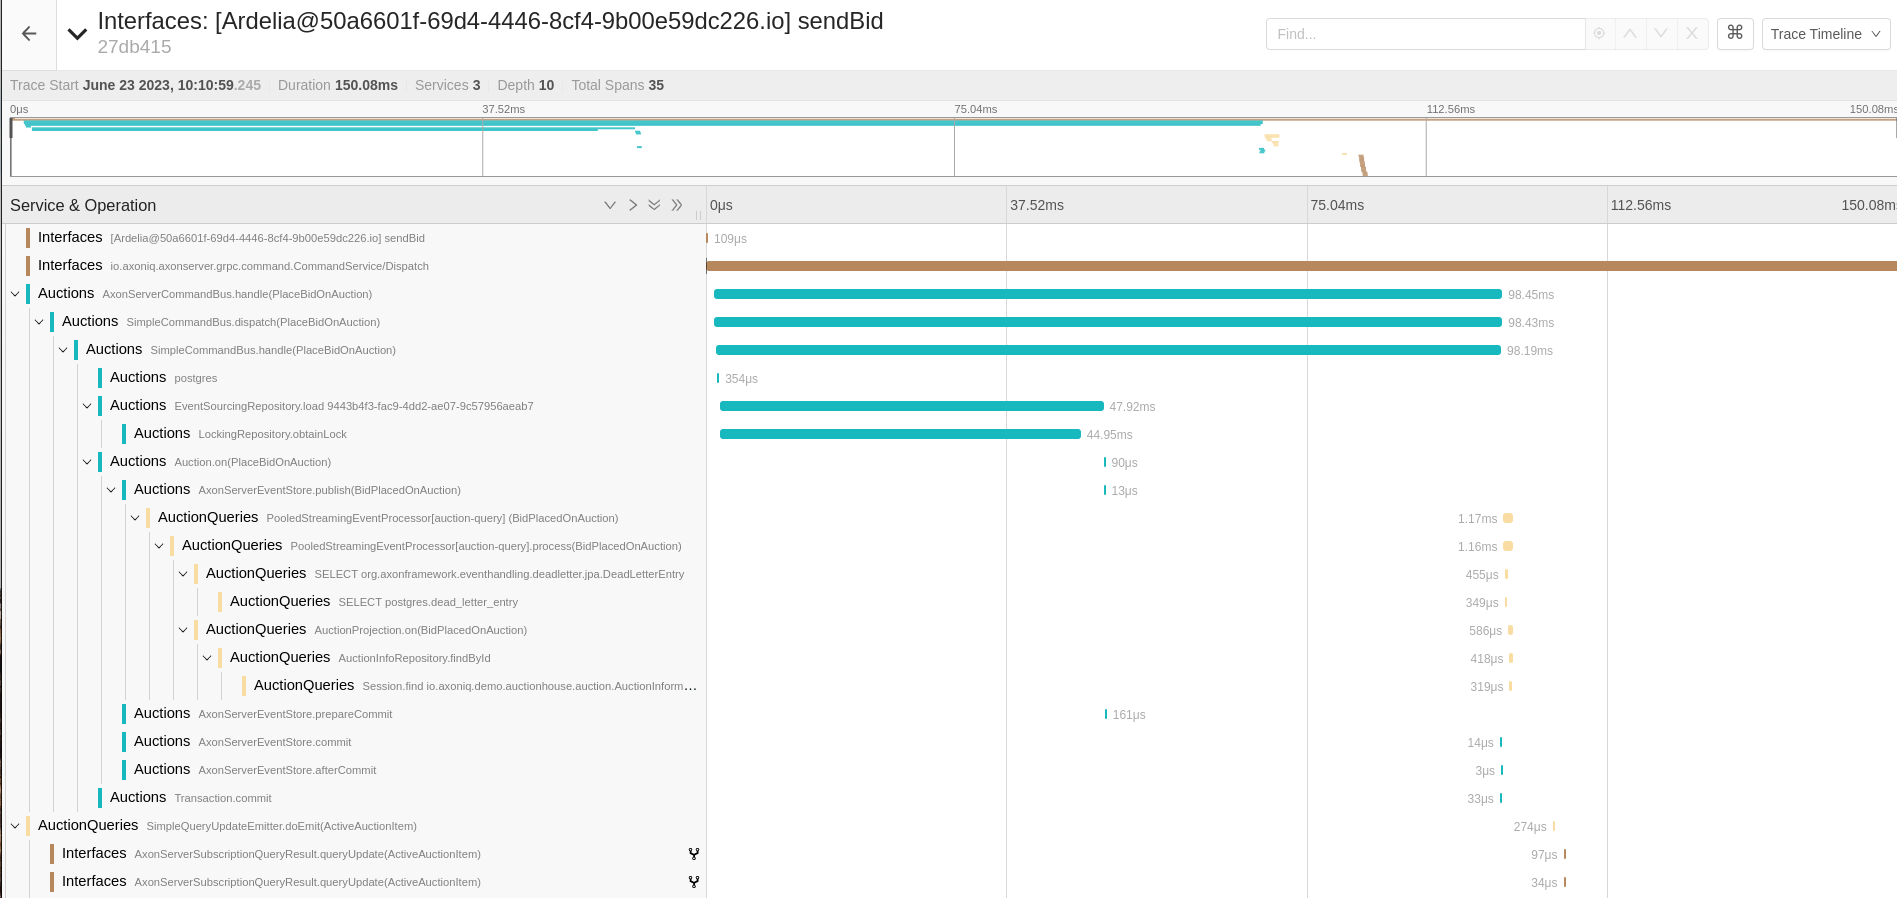 Interfaces: [Ardelia@50a6601f-69d4-4446-8cf4-9b00e59dc226.io] sendBid
27db415
Find...
Trace Timeline
Trace Start June 23 2023, 10:10:59.245 Duration 150.08ms Services 3 Depth 10 Total Spans 35
0μs 37.52ms 75.04ms 112.56ms 150.08ms
Service & Operation 0μs 37.52ms 75.04ms 112.56ms 150.08ms
Interfaces [Ardelia@50a6601f-69d4-4446-8cf4-9b00e59dc226.io] sendBid 109μs
Interfaces io.axoniq.axonserver.grpc.command.CommandService/Dispatch
Auctions AxonServerCommandBus.handle(PlaceBidOnAuction) 98.45ms
Auctions SimpleCommandBus.dispatch(PlaceBidOnAuction) 98.43ms
Auctions SimpleCommandBus.handle(PlaceBidOnAuction) 98.19ms
Auctions postgres 354μs
Auctions EventSourcingRepository.load 9443b4f3-fac9-4dd2-ae07-9c57956aeab7 47.92ms
Auctions LockingRepository.obtainLock 44.95ms
Auctions Auction.on(PlaceBidOnAuction) 90μs
Auctions AxonServerEventStore.publish(BidPlacedOnAuction) 13μs
AuctionQueries PooledStreamingEventProcessor[auction-query] (BidPlacedOnAuction) 1.17ms
AuctionQueries PooledStreamingEventProcessor[auction-query].process(BidPlacedOnAuction) 1.16ms
AuctionQueries SELECT org.axonframework.eventhandling.deadletter.jpa.DeadLetterEntry 455μs
AuctionQueries SELECT postgres.dead_letter_entry 349μs
AuctionQueries AuctionProjection.on(BidPlacedOnAuction) 586μs
AuctionQueries AuctionInfoRepository.findById 418μs
AuctionQueries Session.find io.axoniq.demo.auctionhouse.auction.AuctionInform... 319μs
Auctions AxonServerEventStore.prepareCommit 161μs
Auctions AxonServerEventStore.commit 14μs
Auctions AxonServerEventStore.afterCommit 3μs
Auctions Transaction.commit 33μs
AuctionQueries SimpleQueryUpdateEmitter.doEmit(ActiveAuctionItem) 274μs
Interfaces AxonServerSubscriptionQueryResult.queryUpdate(ActiveAuctionItem) 97μs
Interfaces AxonServerSubscriptionQueryResult.queryUpdate(ActiveAuctionItem) 34μs